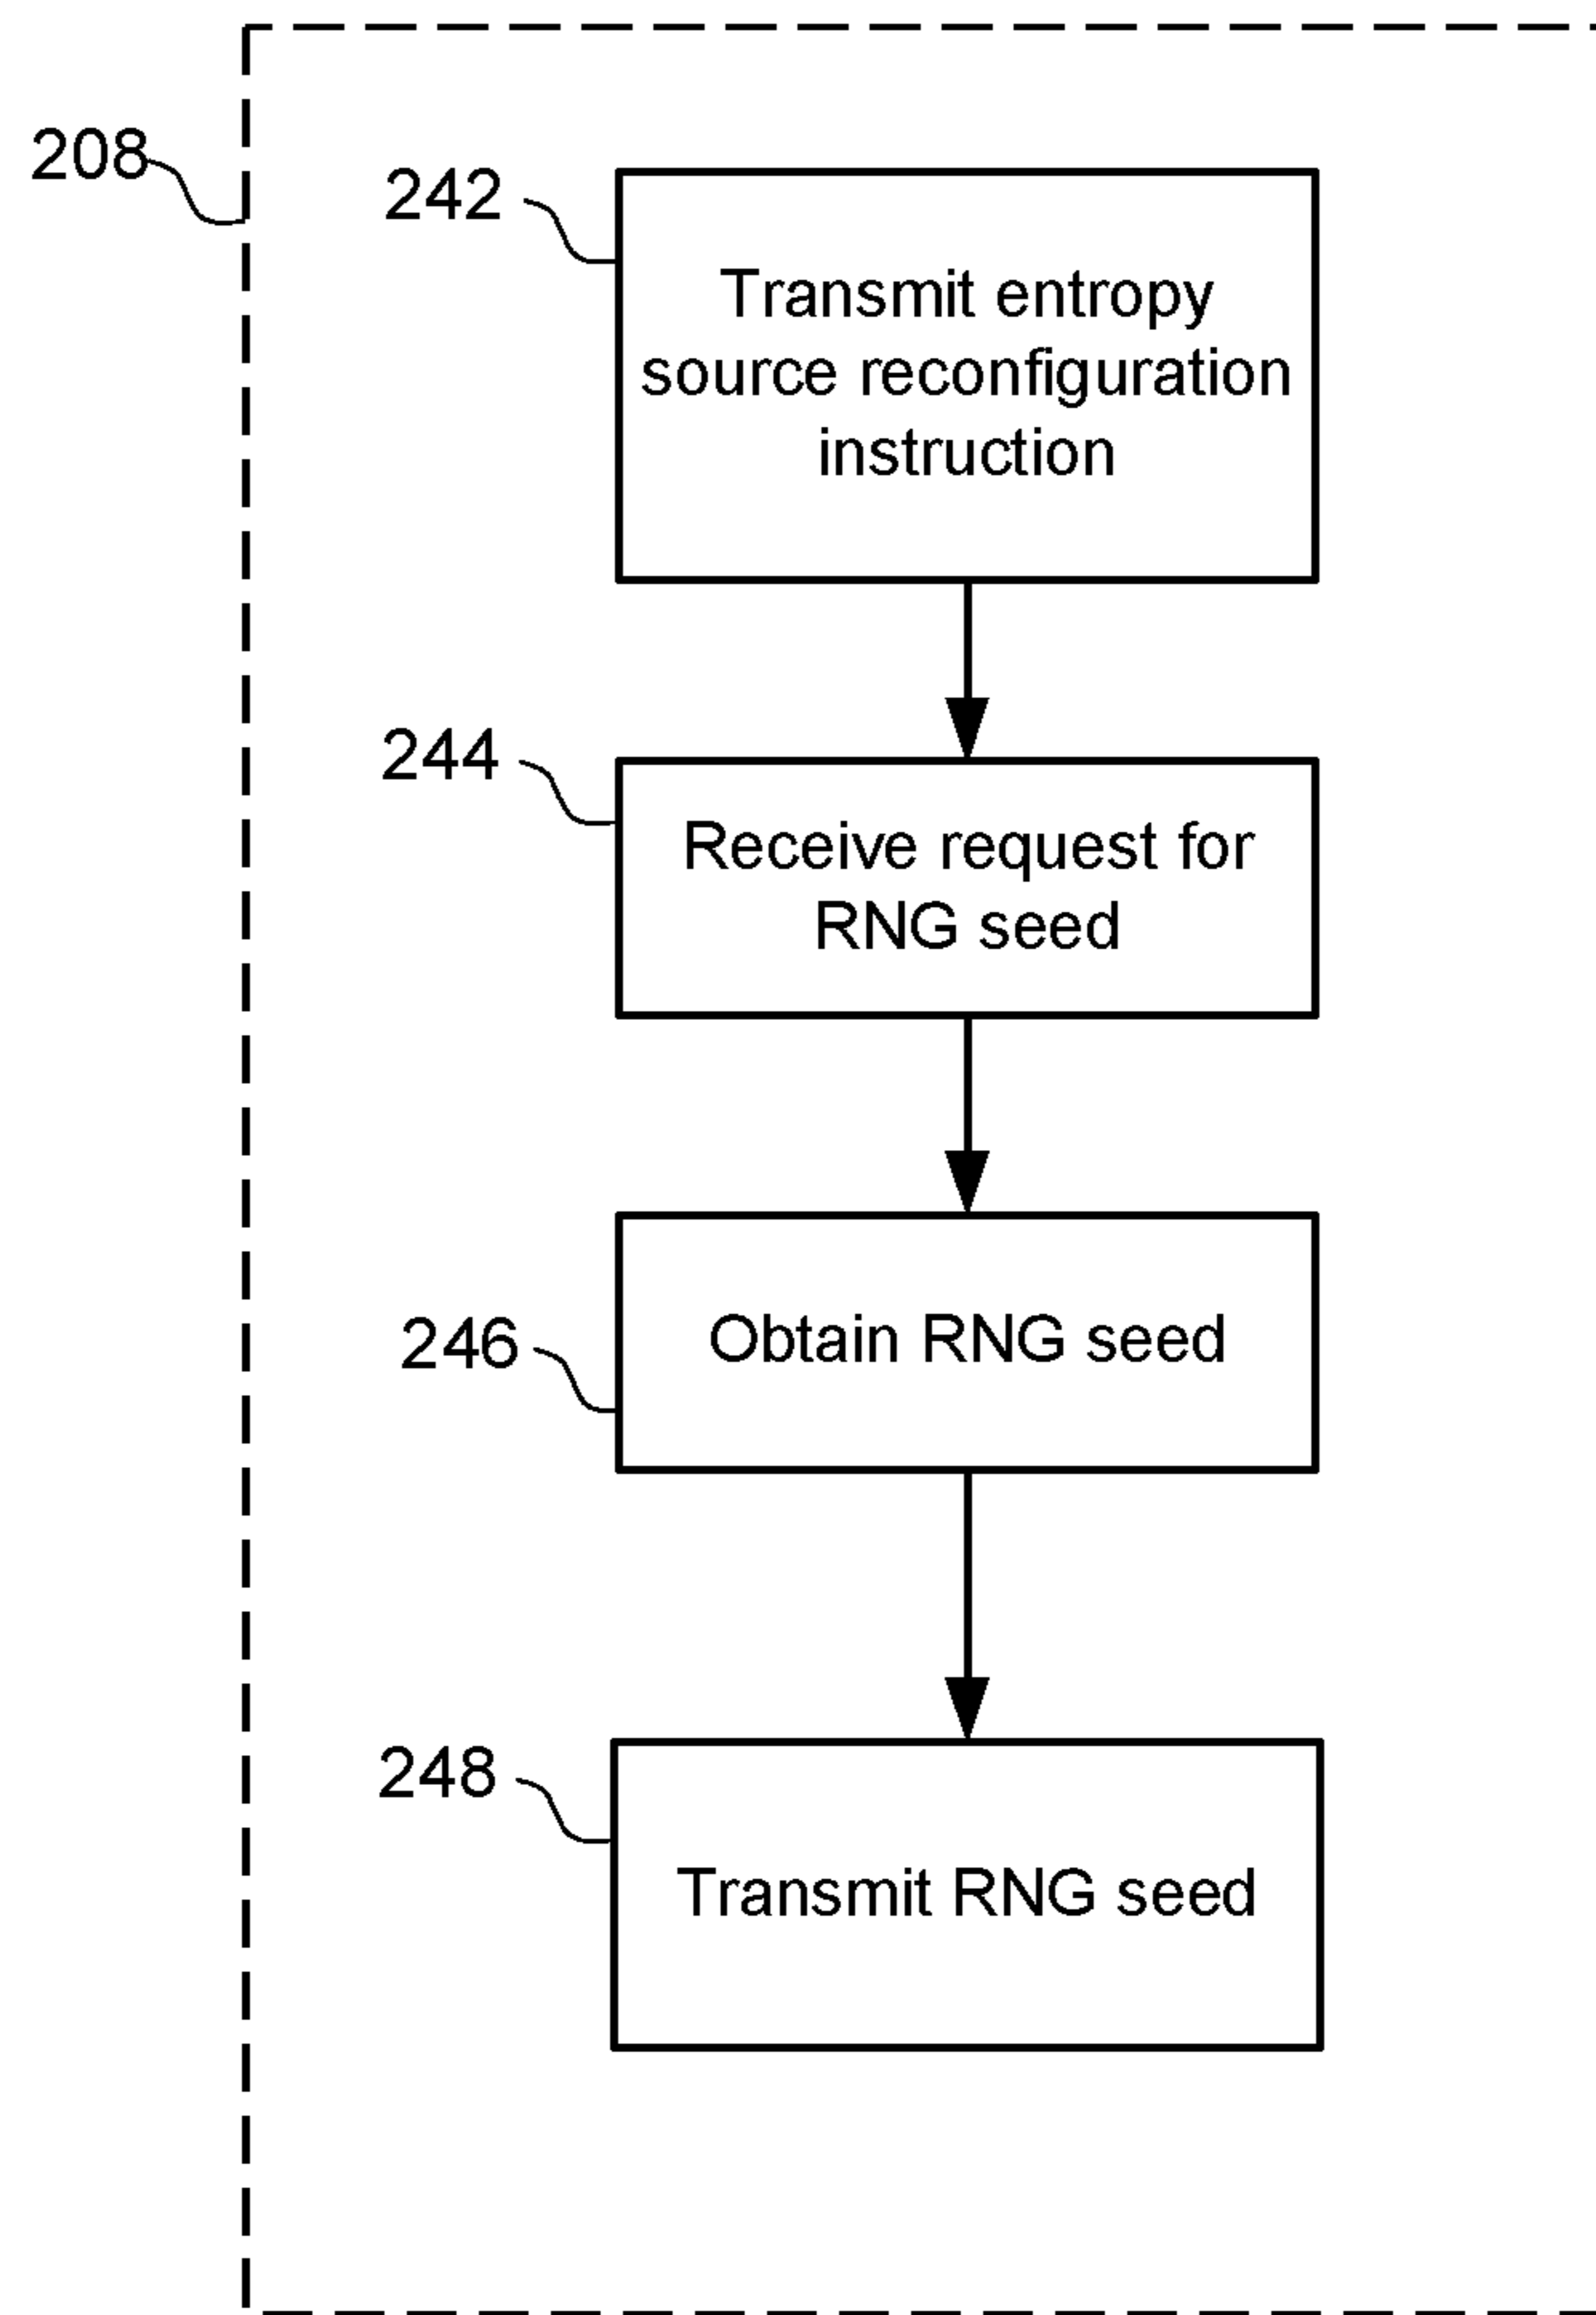 208
242
Transmit entropy
source reconfiguration
instruction
244
Receive request for
RNG seed
246
Obtain RNG seed
248
Transmit RNG seed